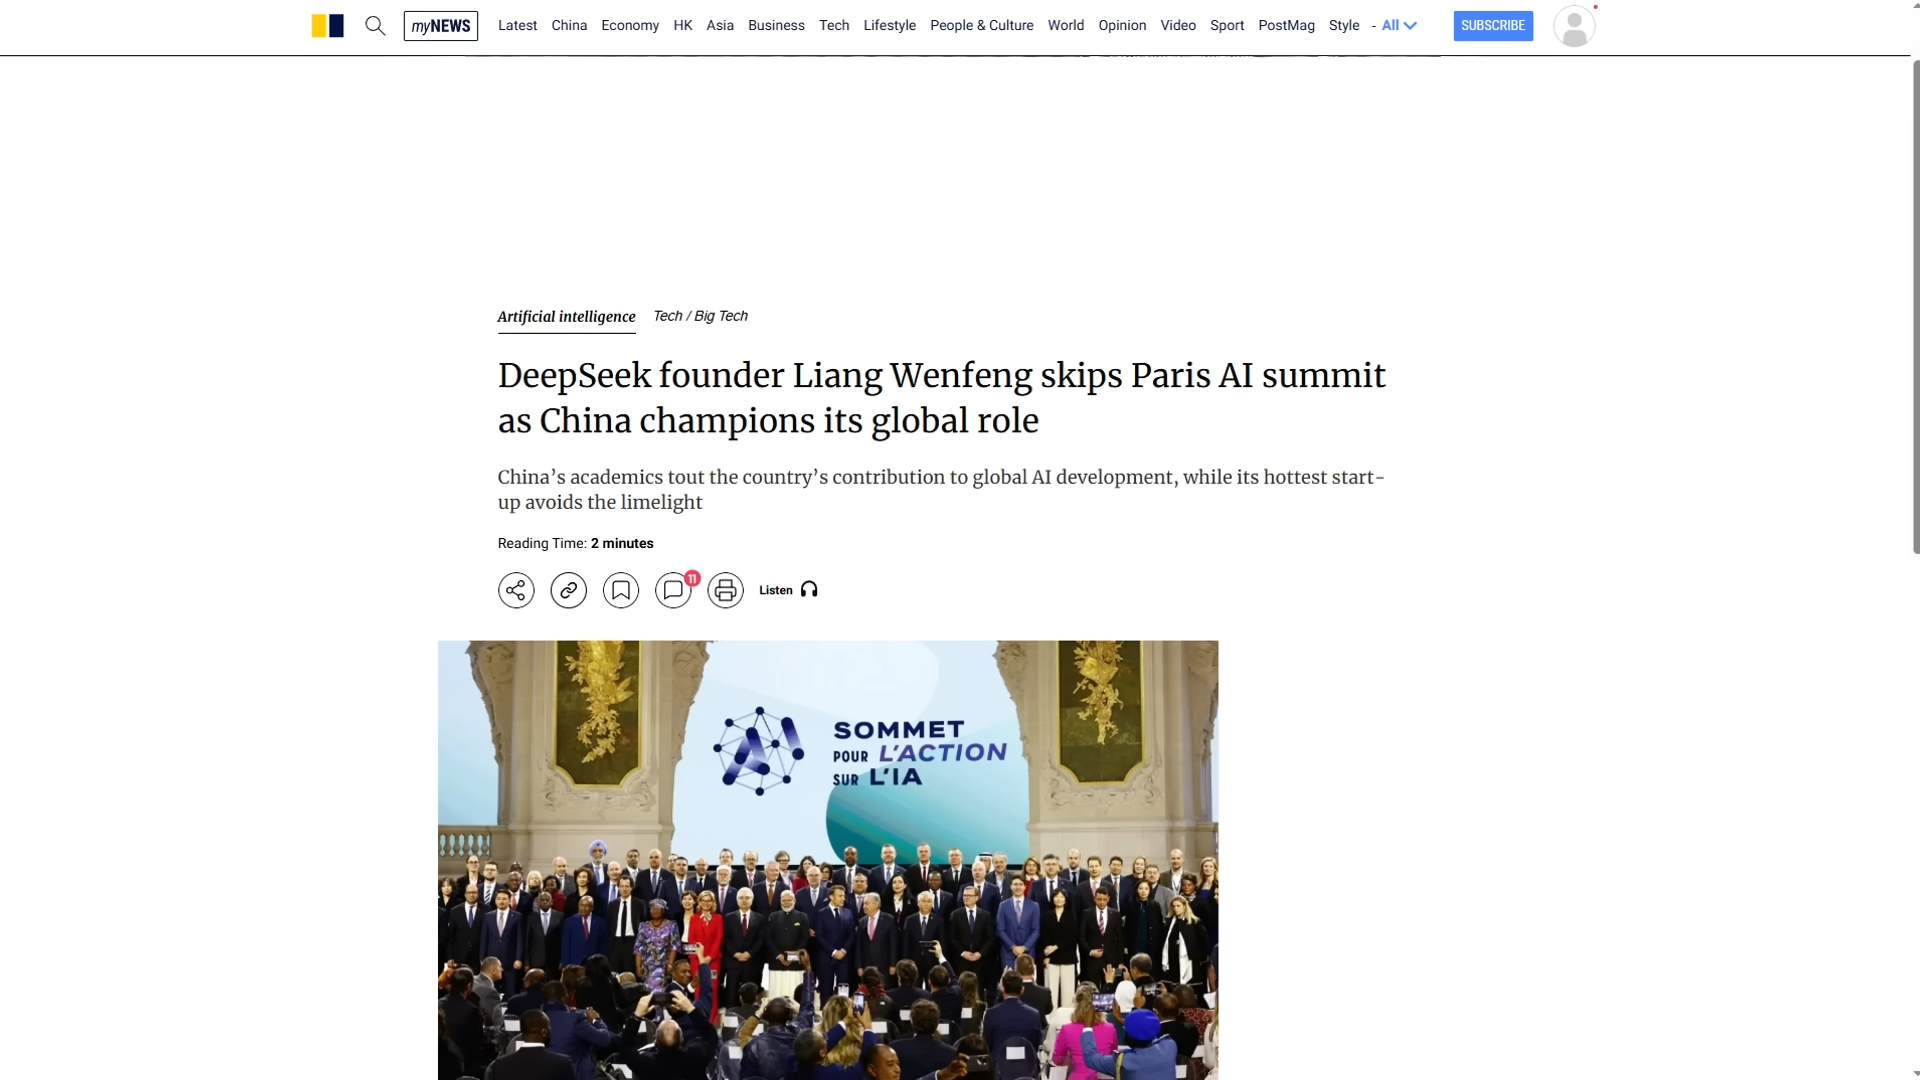 myNEWS Latest China Economy HK Asia Business Tech Lifestyle People & Culture World Opinion Video Sport PostMag Style - All SUBSCRIBE
Artificial intelligence Tech / Big Tech
DeepSeek founder Liang Wenfeng skips Paris AI summit
as China champions its global role
China’s academics tout the country’s contribution to global AI development, while its hottest start-
up avoids the limelight
Reading Time: 2 minutes
11
Listen
AI
SOMMET
POUR L'ACTION
SUR L'IA